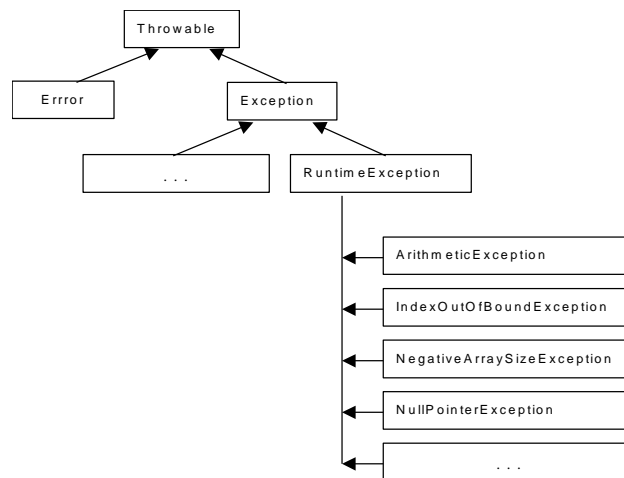 Throwable
Errror
Exception
. . .
RuntimeException
ArithmeticException
IndexOutOfBoundException
NegativeArraySizeException
NullPointerException
. . .